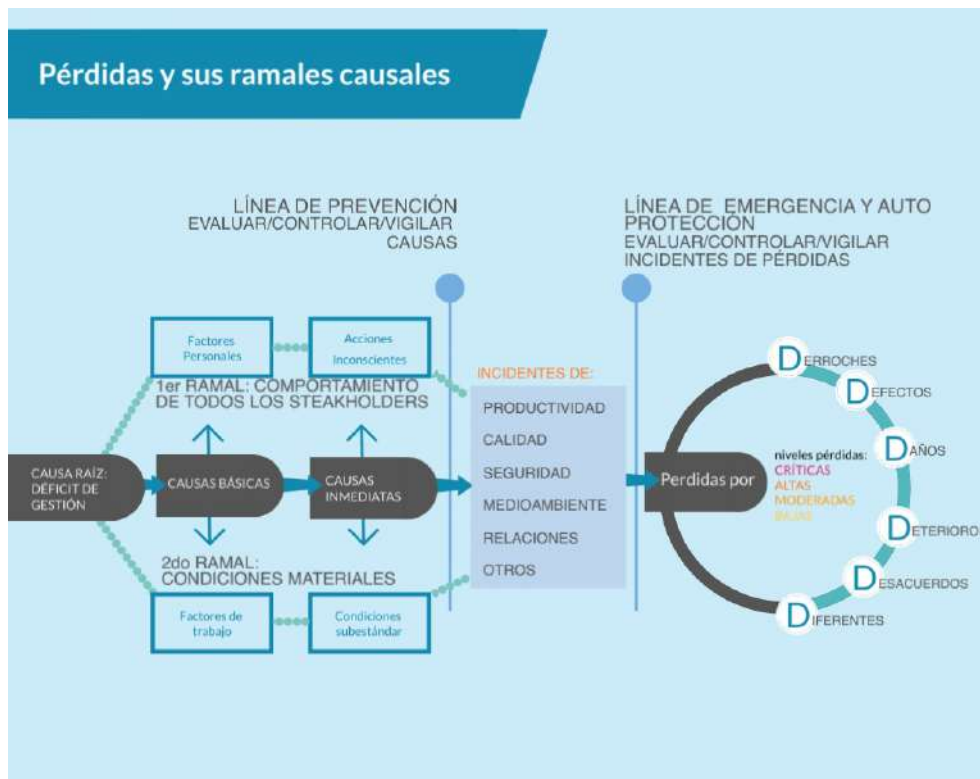 Pérdidas y sus ramales causales
LÍNEA DE PREVENCIÓN
EVALUAR/CONTROLAR/VIGILAR
CAUSAS
LÍNEA DE EMERGENCIA Y AUTO
PROTECCIÓN
EVALUAR/CONTROLAR/VIGILAR
INCIDENTES DE PÉRDIDAS
Factores
Personales
Acciones
Inconscientes
1er RAMAL: COMPORTAMIENTO
DE TODOS LOS STEAKHOLDERS
CAUSA RAÍZ:
DÉFICIT DE
GESTIÓN
CAUSAS BÁSICAS
CAUSAS
INMEDIATAS
2do RAMAL:
CONDICIONES MATERIALES
Factores de
trabajo
Condiciones
subestándar
INCIDENTES DE:
PRODUCTIVIDAD
CALIDAD
SEGURIDAD
MEDIOAMBIENTE
RELACIONES
OTROS
Perdidas por
niveles pérdidas:
CRÍTICAS
ALTAS
MODERADAS
BAJAS
DERROCHES
DEFECTOS
DAÑOS
DETERIORO
DESACUERDOS
DIFERENTES